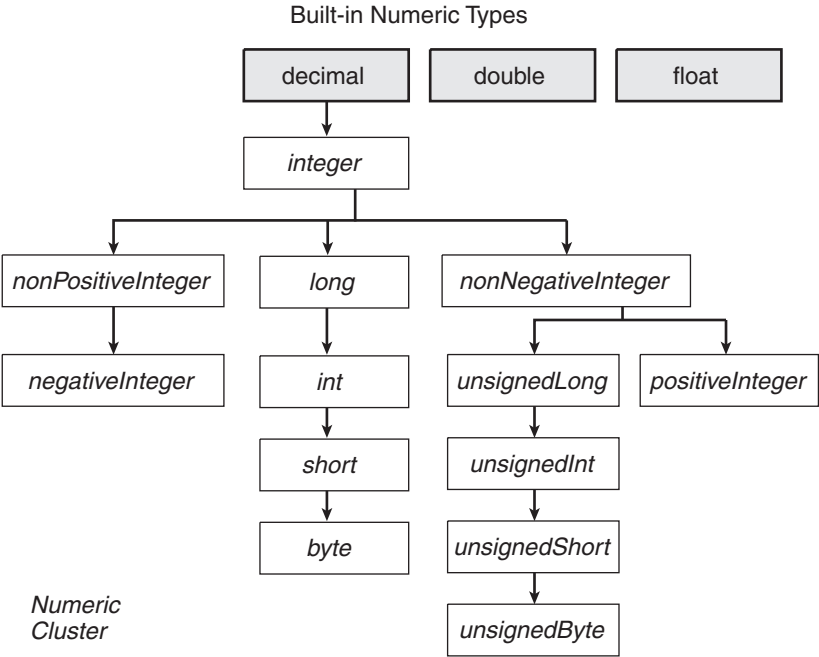 Built-in Numeric Types
decimal
double
float
integer
nonPositiveInteger
long
nonNegativeInteger
negativeInteger
int
unsignedLong
positiveInteger
short
unsignedInt
byte
unsignedShort
Numeric
Cluster
unsignedByte